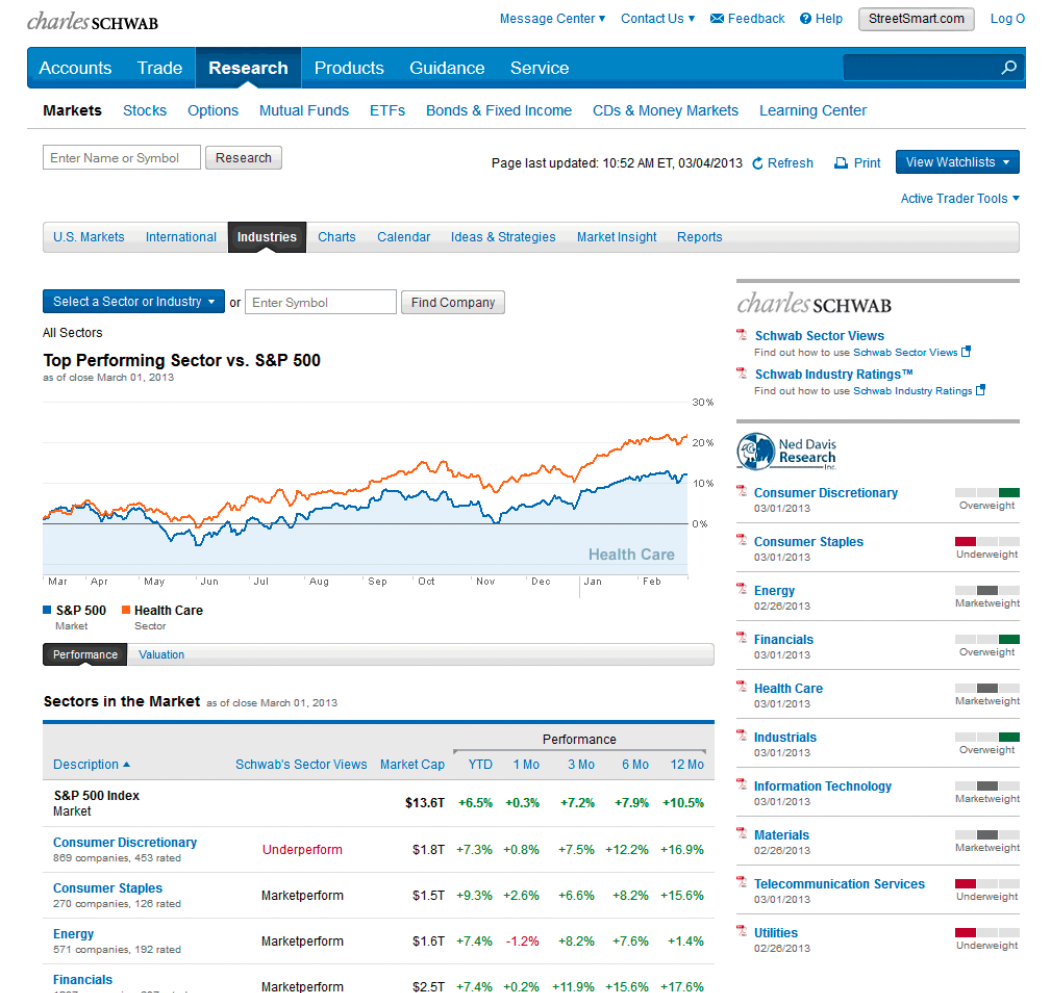 charles SCHWAB
Message Center Contact Us Feedback Help StreetSmart.com Log O
Accounts Trade Research Products Guidance Service
Markets Stocks Options Mutual Funds ETFs Bonds & Fixed Income CDs & Money Markets Learning Center
Enter Name or Symbol Research
Page last updated: 10:52 AM ET, 03/04/2013 Refresh Print View Watchlists
Active Trader Tools
U.S. Markets International Industries Charts Calendar Ideas & Strategies Market Insight Reports
Select a Sector or Industry or Enter Symbol Find Company
All Sectors
Top Performing Sector vs. S&P 500
as of close March 01, 2013
30%
20%
10%
0%
Health Care
Mar Apr May Jun Jul Aug Sep Oct Nov Dec Jan Feb
S&P 500 Health Care
Market Sector
Performance Valuation
Sectors in the Market as of close March 01, 2013
Performance
Description Schwab's Sector Views Market Cap YTD 1 Mo 3 Mo 6 Mo 12 Mo
S&P 500 Index
Market
$13.6T +6.5% +0.3% +7.2% +7.9% +10.5%
Consumer Discretionary
869 companies, 453 rated
Underperform $1.8T +7.3% +0.8% +7.5% +12.2% +16.9%
Consumer Staples
270 companies, 126 rated
Marketperform $1.5T +9.3% +2.6% +6.6% +8.2% +15.6%
Energy
571 companies, 192 rated
Marketperform $1.6T +7.4% -1.2% +8.2% +7.6% +1.4%
Financials
Marketperform $2.5T +7.4% +0.2% +11.9% +15.6% +17.6%
charles SCHWAB
Schwab Sector Views
Find out how to use Schwab Sector Views
Schwab Industry Ratings™
Find out how to use Schwab Industry Ratings
Ned Davis
Research
Inc.
Consumer Discretionary
03/01/2013 Overweight
Consumer Staples
03/01/2013 Underweight
Energy
02/26/2013 Marketweight
Financials
03/01/2013 Overweight
Health Care
03/01/2013 Marketweight
Industrials
03/01/2013 Overweight
Information Technology
03/01/2013 Marketweight
Materials
02/26/2013 Marketweight
Telecommunication Services
03/01/2013 Underweight
Utilities
02/26/2013 Underweight